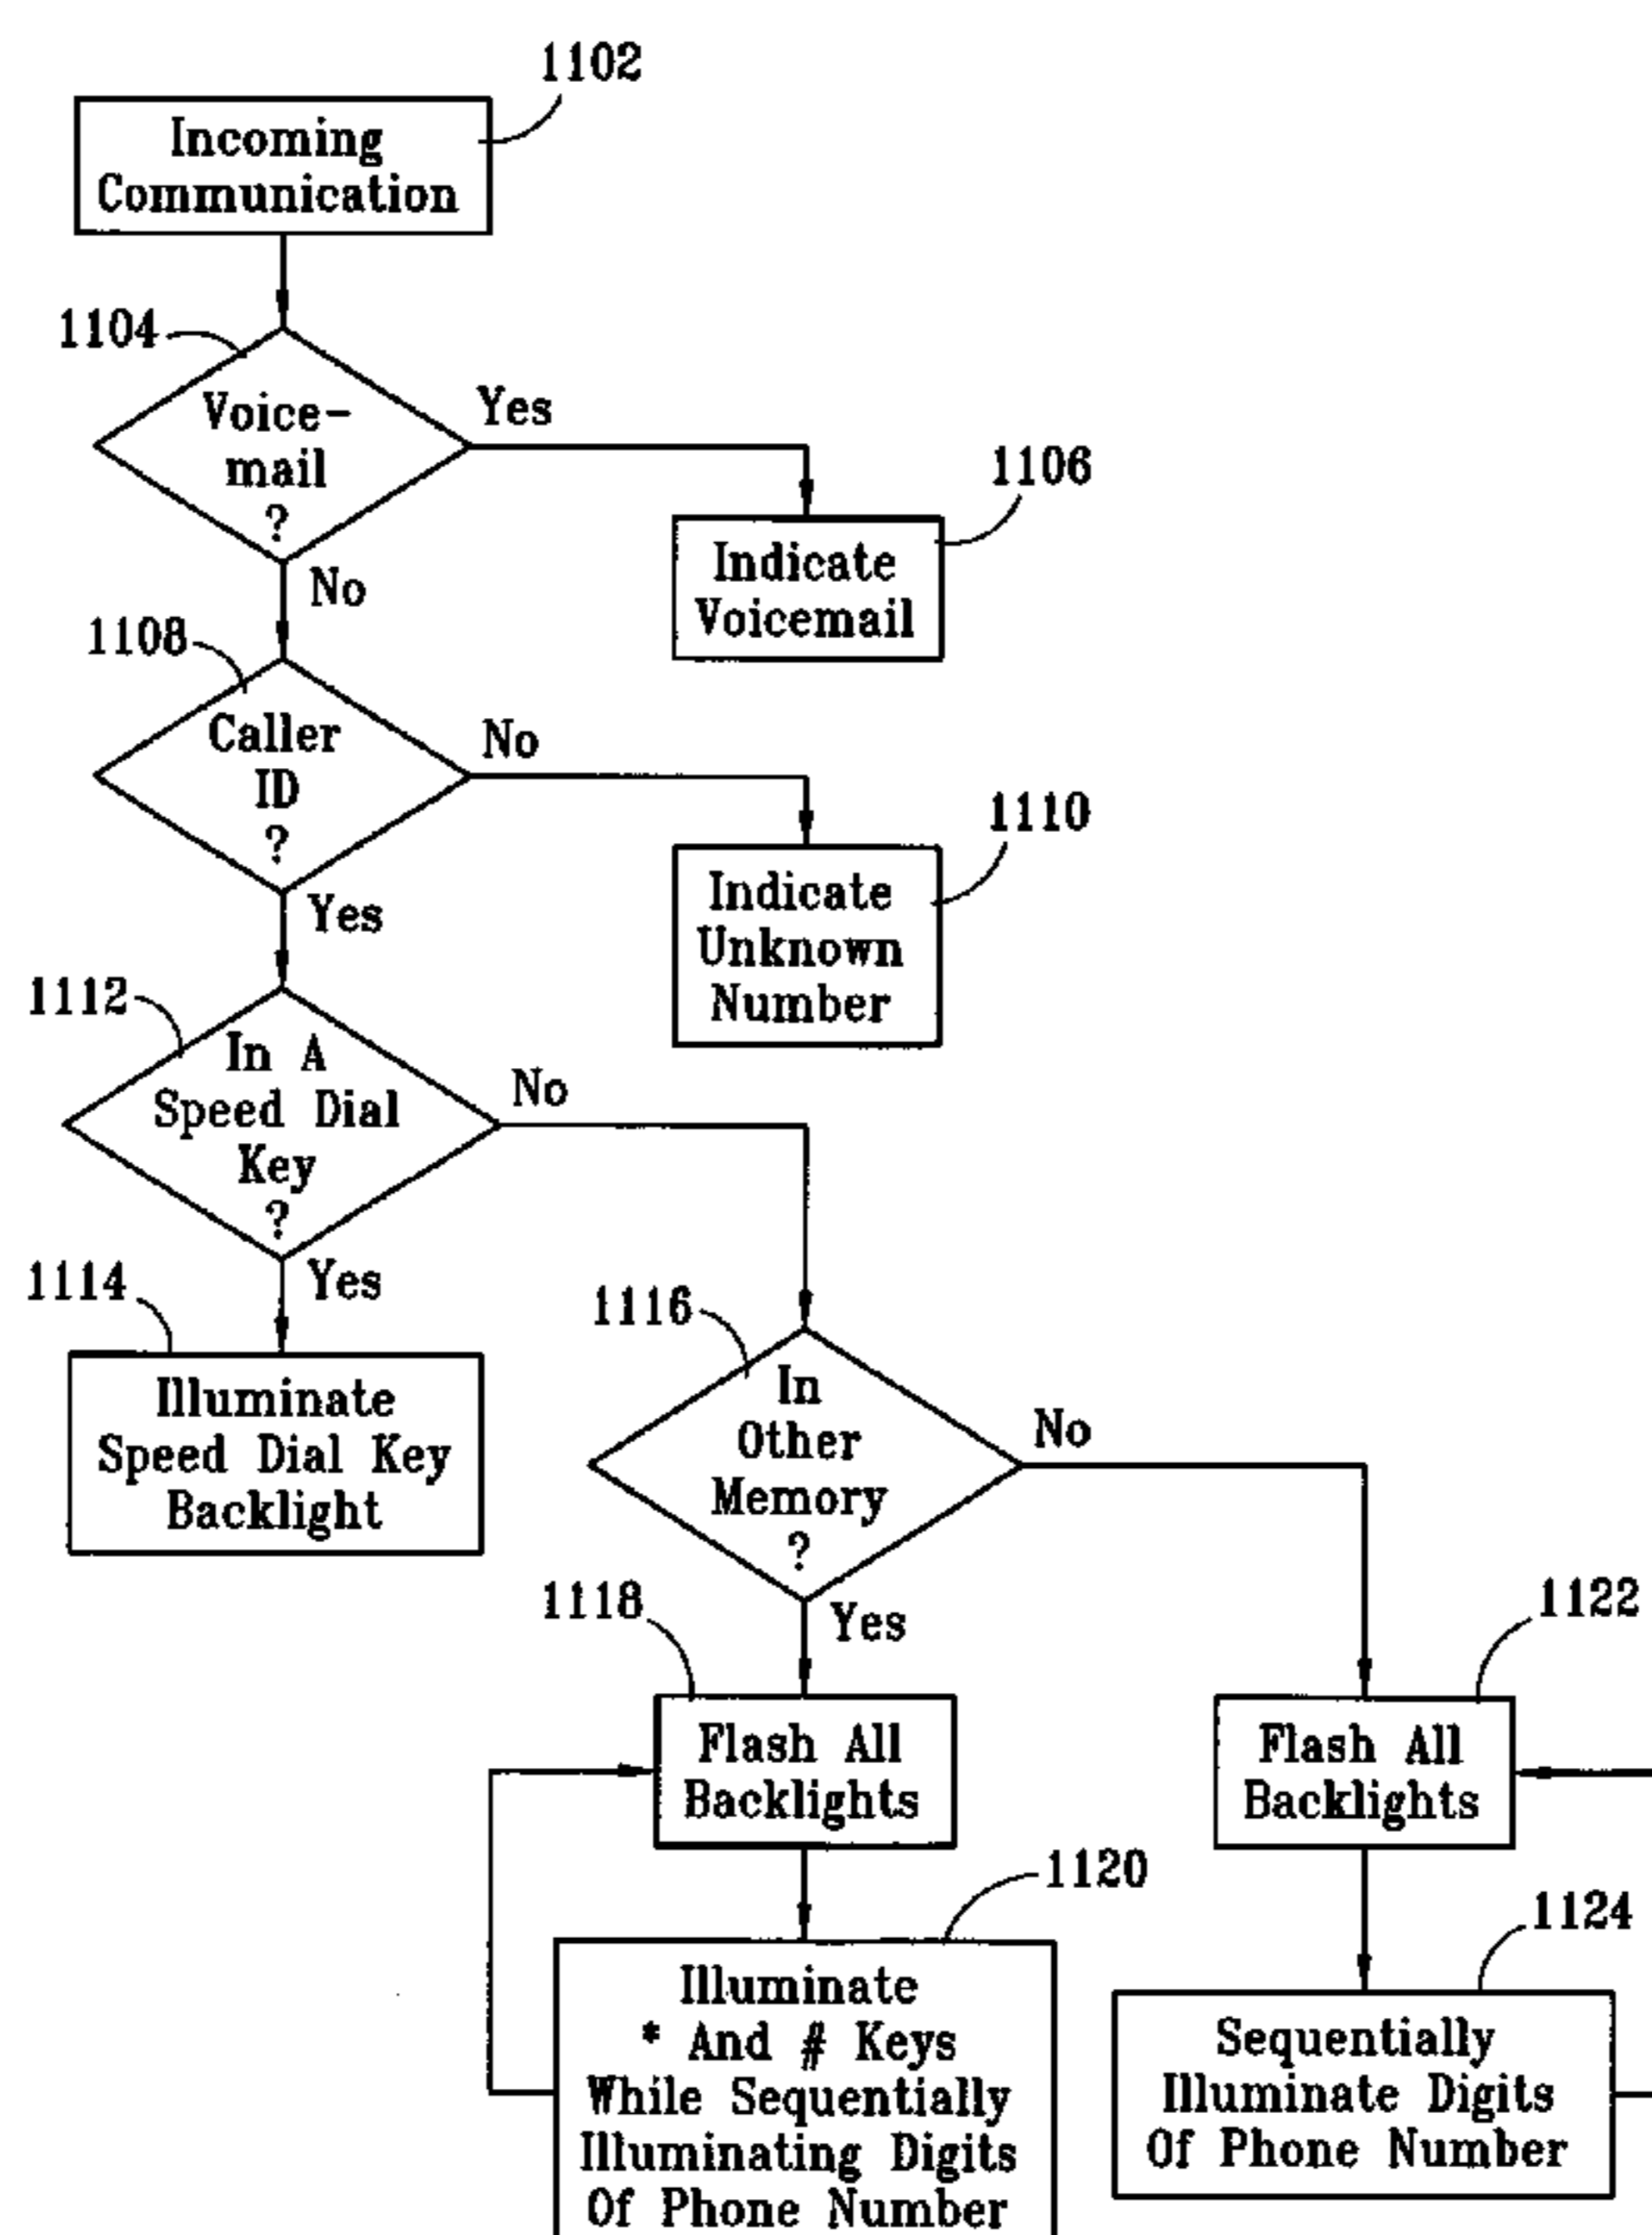 1102
Incoming
Communication
1104
Voice-
mail
?
Yes
No
1106
Indicate
Voicemail
1108
Caller
ID
?
No
Yes
1110
Indicate
Unknown
Number
1112
In A
Speed Dial
Key
?
No
Yes
1114
Illuminate
Speed Dial Key
Backlight
1116
In
Other
Memory
?
No
Yes
1118
Flash All
Backlights
1122
Flash All
Backlights
1120
Illuminate
* And # Keys
While Sequentially
Illuminating Digits
Of Phone Number
1124
Sequentially
Illuminate Digits
Of Phone Number